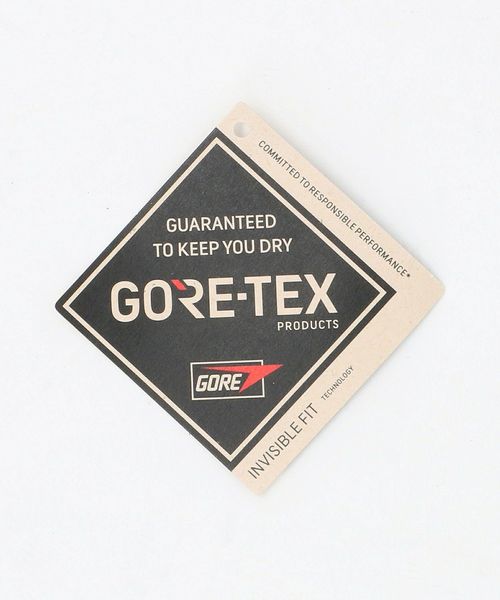 COMMITTED TO RESPONSIBLE PERFORMANCE*
GUARANTEED
TO KEEP YOU DRY
GORE-TEX
PRODUCTS
GORE
INVISIBLE FIT TECHNOLOGY